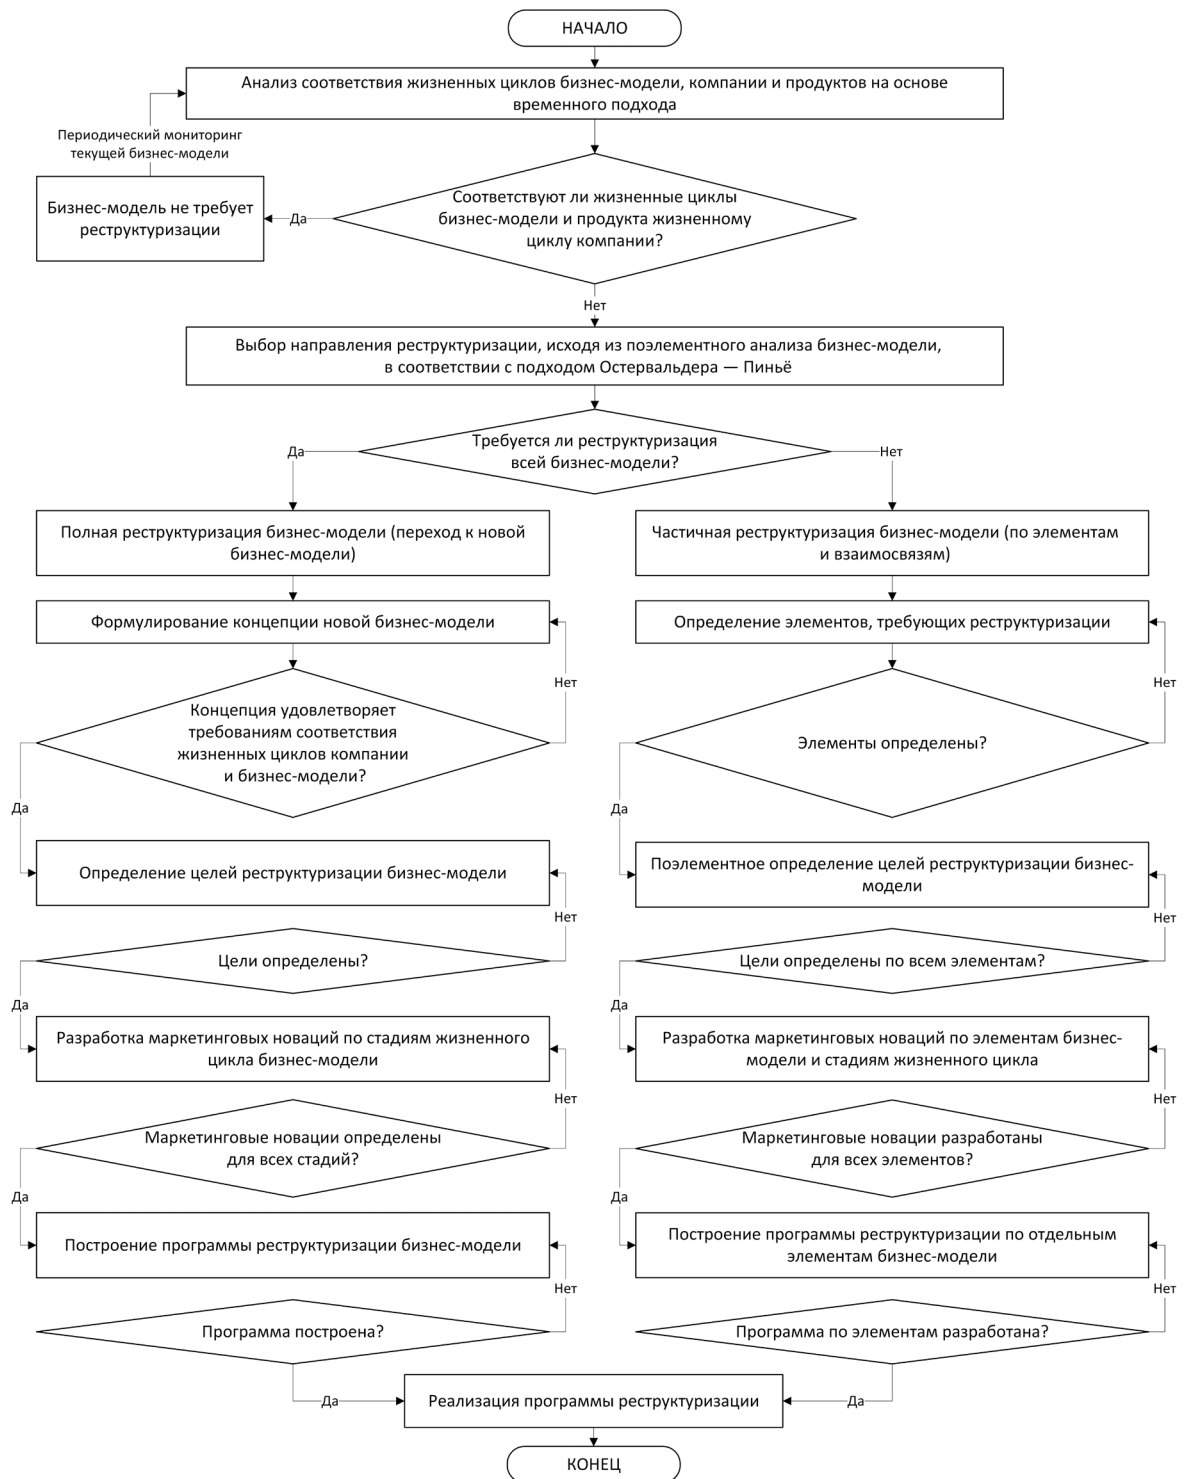 НАЧАЛО
Анализ соответствия жизненных циклов бизнес-модели, компании и продуктов на основе
временного подхода
Периодический мониторинг
текущей бизнес-модели
Бизнес-модель не требует
реструктуризации
Да
Соответствуют ли жизненные циклы
бизнес-модели и продукта жизненному
циклу компании?
Нет
Выбор направления реструктуризации, исходя из поэлементного анализа бизнес-модели,
в соответствии с подходом Остервальдера — Пиньё
Да
Требуется ли реструктуризация
всей бизнес-модели?
Нет
Полная реструктуризация бизнес-модели (переход к новой
бизнес-модели)
Формулирование концепции новой бизнес-модели
Нет
Концепция удовлетворяет
требованиям соответствия
жизненных циклов компании
и бизнес-модели?
Да
Определение целей реструктуризации бизнес-модели
Нет
Цели определены?
Да
Разработка маркетинговых новаций по стадиям жизненного
цикла бизнес-модели
Нет
Маркетинговые новации определены
для всех стадий?
Да
Построение программы реструктуризации бизнес-модели
Нет
Программа построена?
Да
Частичная реструктуризация бизнес-модели (по элементам
и взаимосвязям)
Определение элементов, требующих реструктуризации
Нет
Элементы определены?
Да
Поэлементное определение целей реструктуризации бизнес-
модели
Нет
Цели определены по всем элементам?
Да
Разработка маркетинговых новаций по элементам бизнес-
модели и стадиям жизненного цикла
Нет
Маркетинговые новации разработаны
для всех элементов?
Да
Построение программы реструктуризации по отдельным
элементам бизнес-модели
Нет
Программа по элементам разработана?
Да
Реализация программы реструктуризации
КОНЕЦ